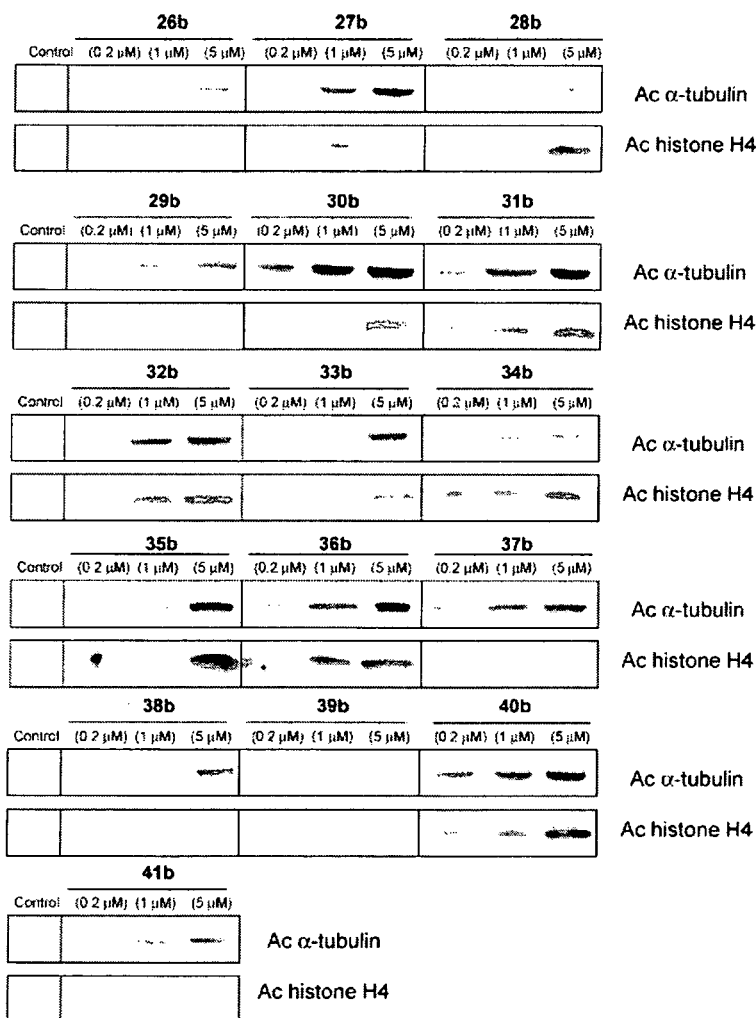 26b 27b 28b
Control (0.2 µM) (1 µM) (5 µM) (0.2 µM) (1 µM) (5 µM) (0.2 µM) (1 µM) (5 µM)
Ac α-tubulin
Ac histone H4
29b 30b 31b
Control (0.2 µM) (1 µM) (5 µM) (0.2 µM) (1 µM) (5 µM) (0.2 µM) (1 µM) (5 µM)
Ac α-tubulin
Ac histone H4
32b 33b 34b
Control (0.2 µM) (1 µM) (5 µM) (0.2 µM) (1 µM) (5 µM) (0.2 µM) (1 µM) (5 µM)
Ac α-tubulin
Ac histone H4
35b 36b 37b
Control (0.2 µM) (1 µM) (5 µM) (0.2 µM) (1 µM) (5 µM) (0.2 µM) (1 µM) (5 µM)
Ac α-tubulin
Ac histone H4
38b 39b 40b
Control (0.2 µM) (1 µM) (5 µM) (0.2 µM) (1 µM) (5 µM) (0.2 µM) (1 µM) (5 µM)
Ac α-tubulin
Ac histone H4
41b
Control (0.2 µM) (1 µM) (5 µM)
Ac α-tubulin
Ac histone H4